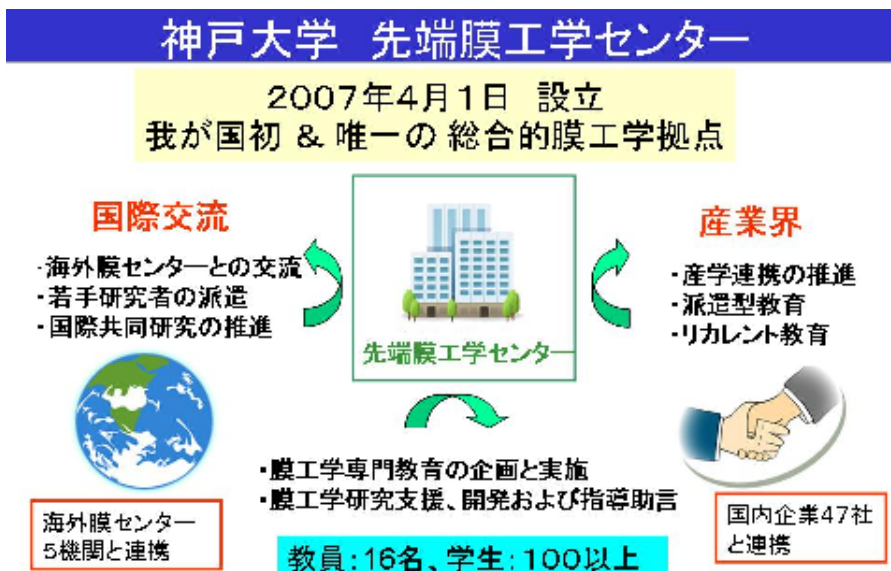 神戸大学 先端膜工学センター
2007年4月1日 設立
我が国初 & 唯一の 総合的膜工学拠点
国際交流
・海外膜センターとの交流
・若手研究者の派遣
・国際共同研究の推進
先端膜工学センター
産業界
・産学連携の推進
・派遣型教育
・リカレント教育
・膜工学専門教育の企画と実施
・膜工学研究支援、開発および指導助言
海外膜センター
5機関と連携
国内企業47社
と連携
教員:16名、学生:100以上